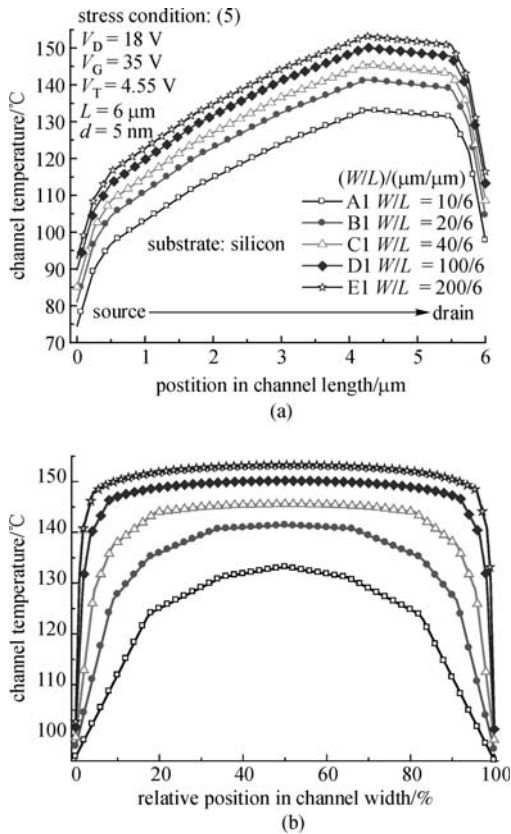 stress condition: (5)
V_D = 18 V
V_G = 35 V
V_T = 4.55 V
L = 6 μm
d = 5 nm
channel temperature/℃
150
140
130
120
110
100
90
80
70
(W/L)/(μm/μm)
A1 W/L = 10/6
B1 W/L = 20/6
C1 W/L = 40/6
D1 W/L = 100/6
E1 W/L = 200/6
substrate: silicon
source
drain
0 1 2 3 4 5 6
postition in channel length/μm
(a)
channel temperature/℃
150
140
130
120
110
100
0 20 40 60 80 100
relative position in channel width/%
(b)